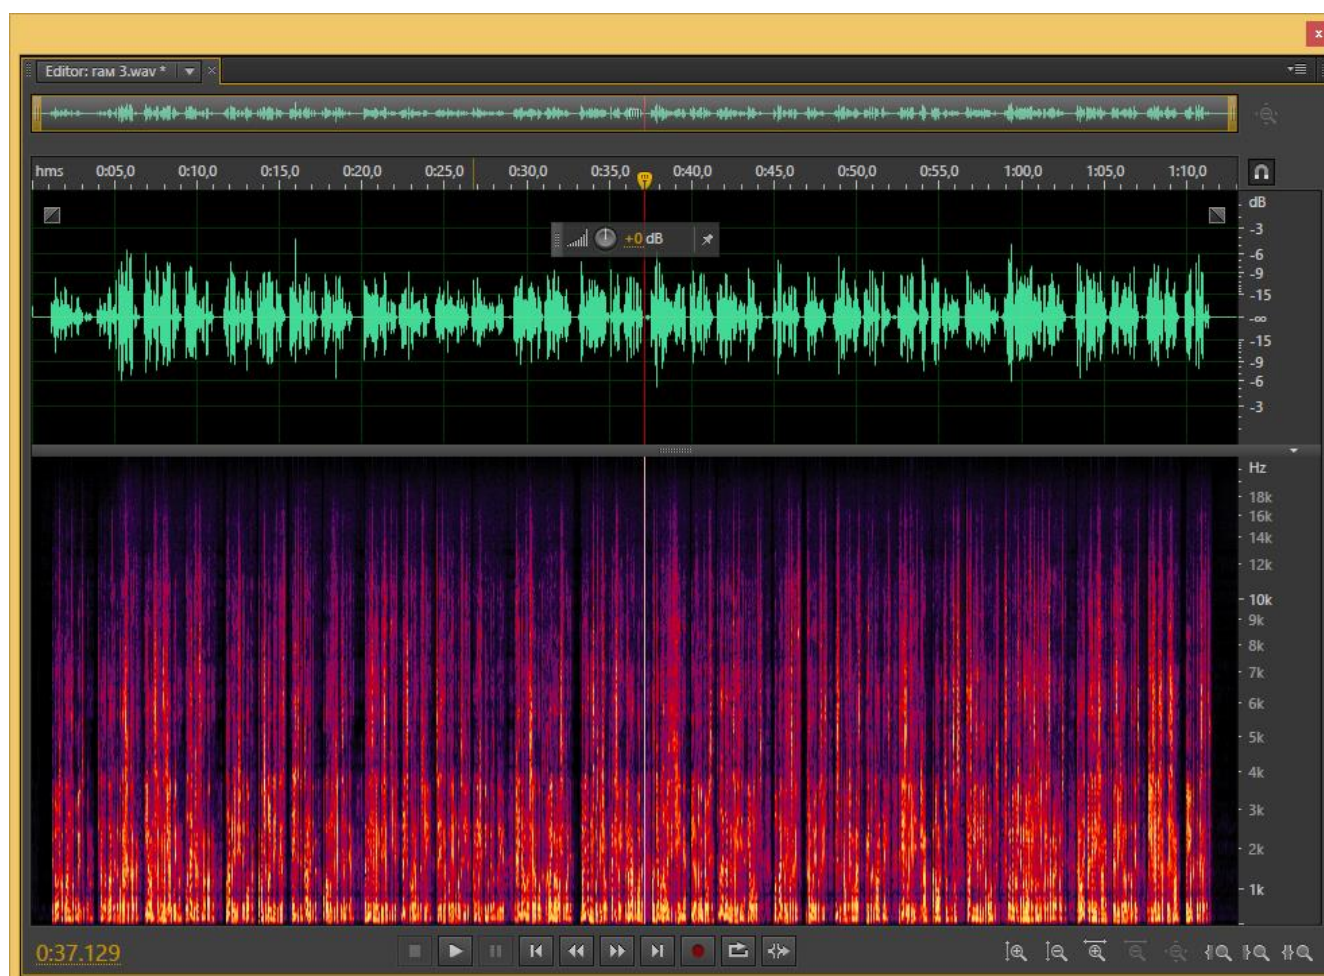 x
Editor: гам 3.wav *
hms 0:05,0 0:10,0 0:15,0 0:20,0 0:25,0 0:30,0 0:35,0 0:40,0 0:45,0 0:50,0 0:55,0 1:00,0 1:05,0 1:10,0
dB
+0 dB
-3
-6
-9
-15
-∞
-15
-9
-6
-3
Hz
18k
16k
14k
12k
10k
9k
8k
7k
6k
5k
4k
3k
2k
1k
0:37.129